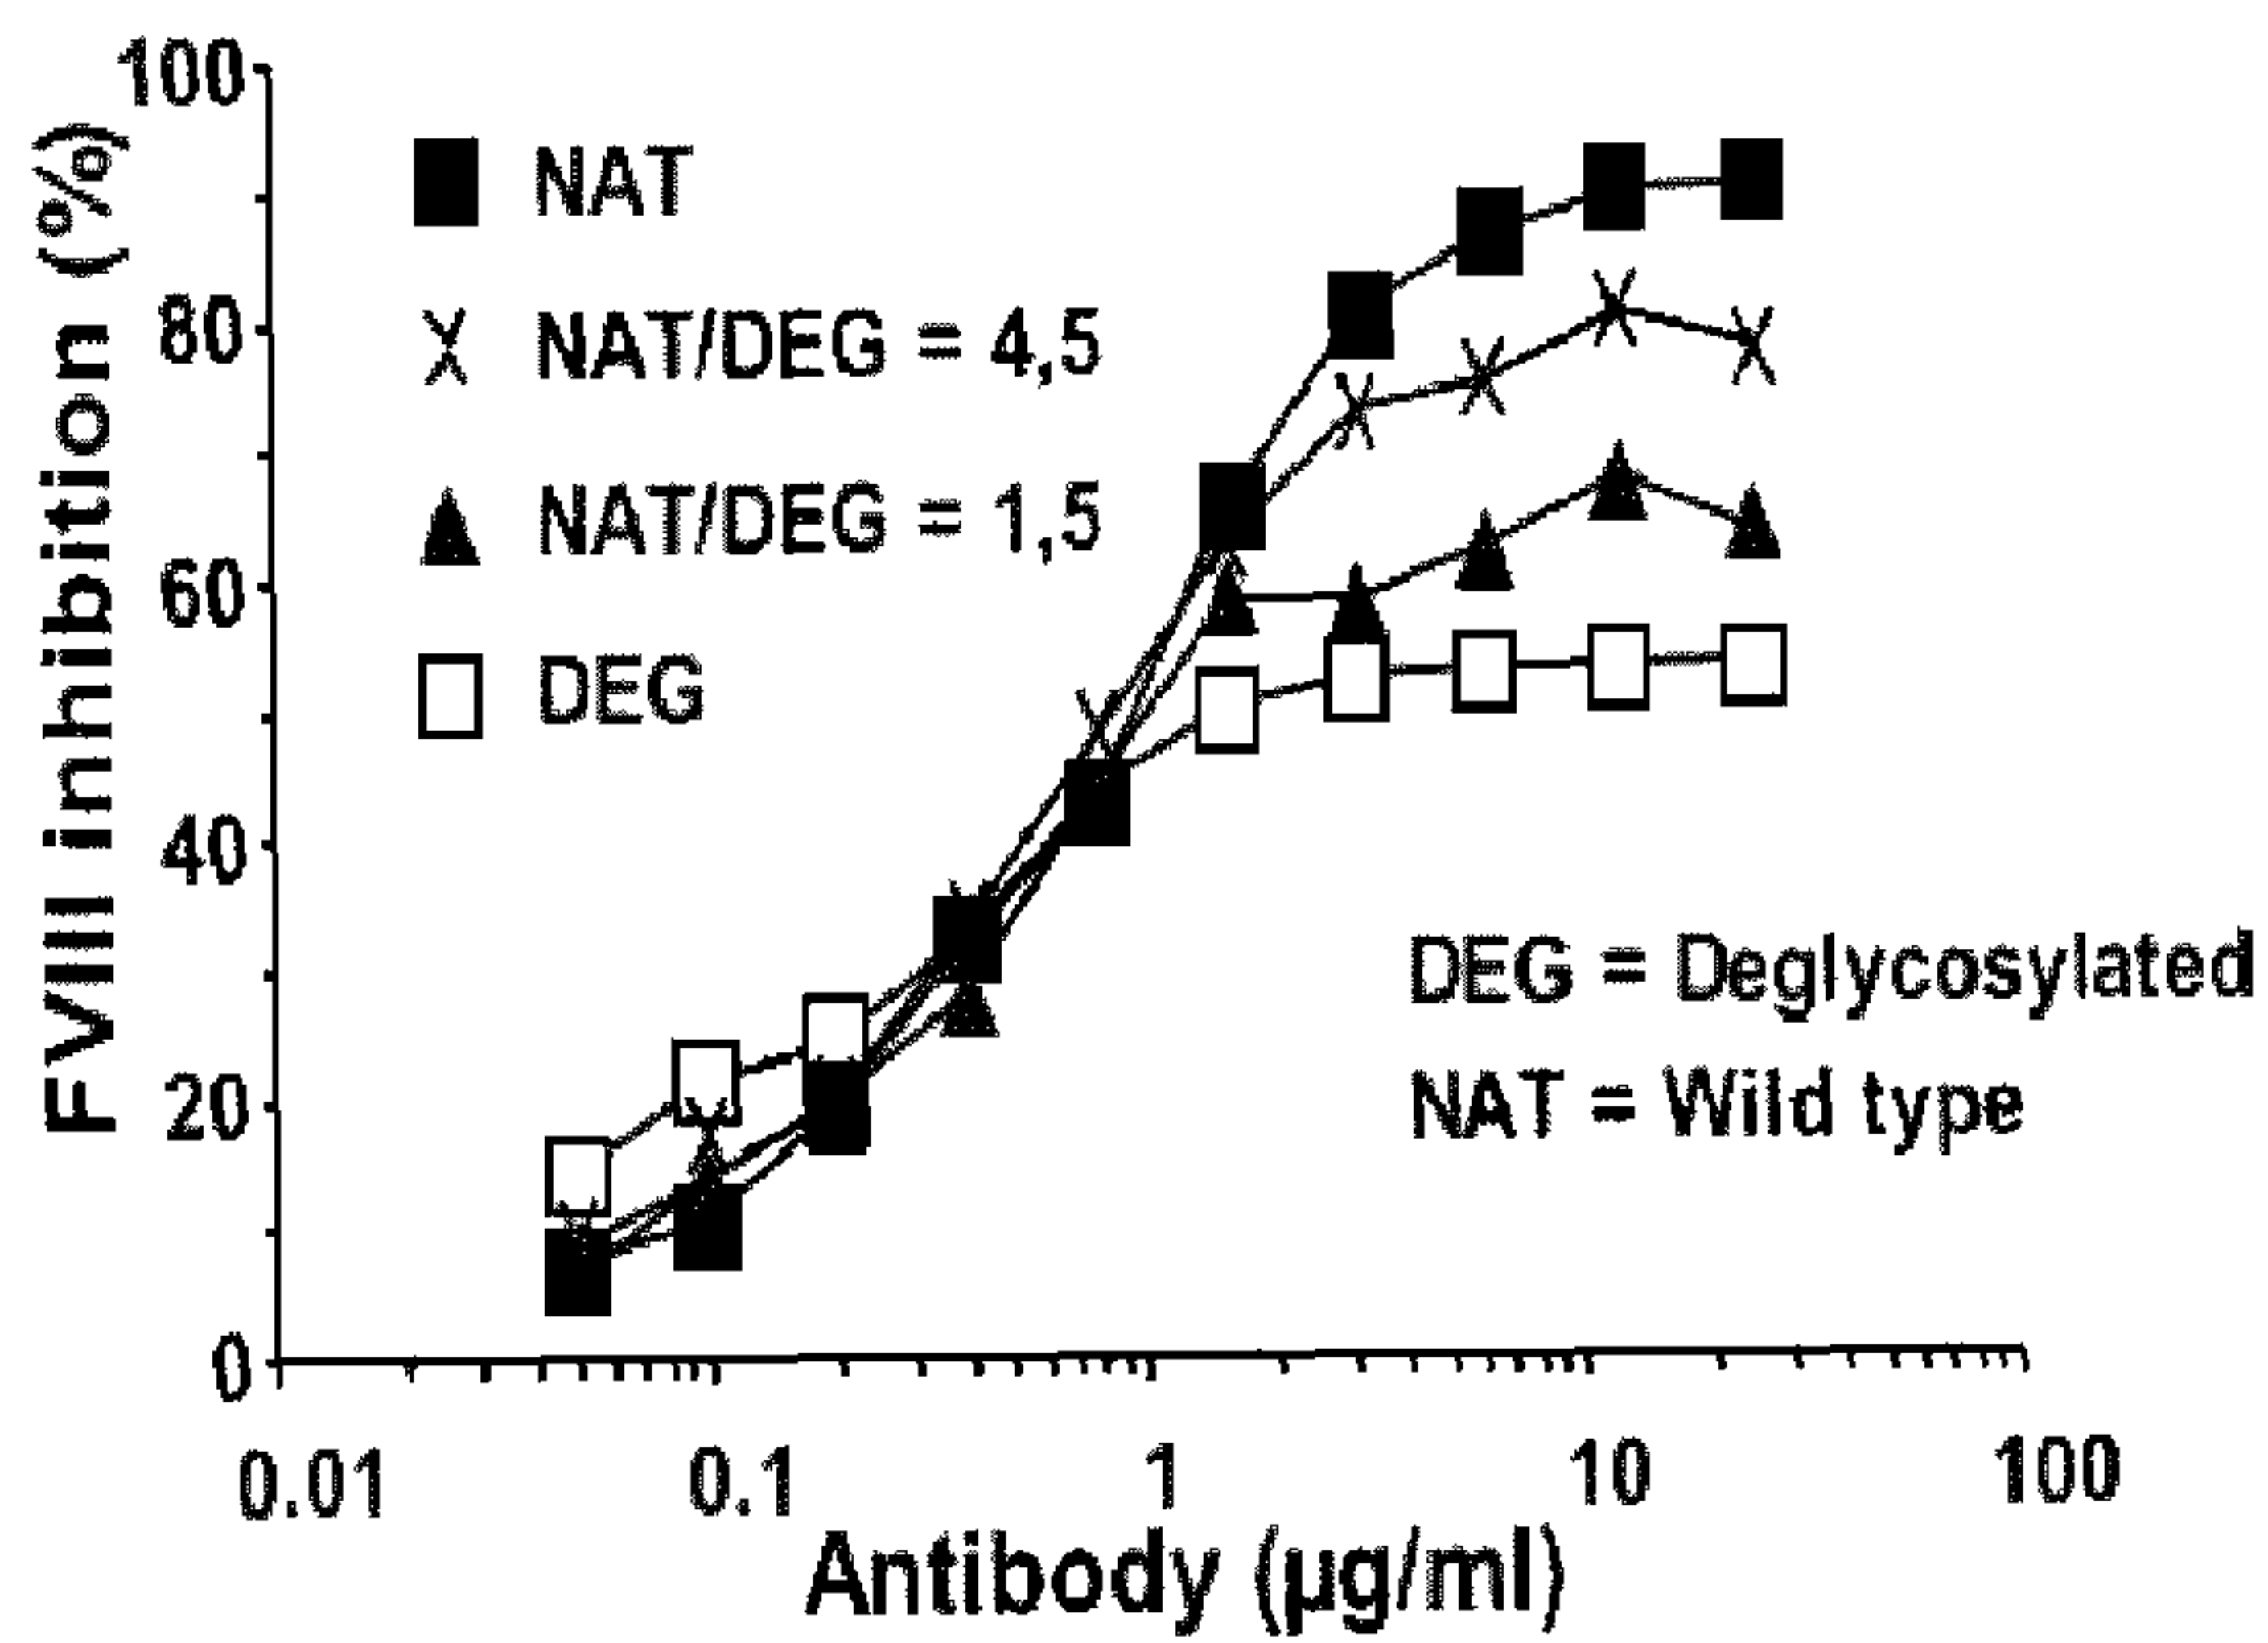 FVIII inhibition (%)
100
80
60
40
20
0
NAT
NAT/DEG = 4,5
NAT/DEG = 1,5
DEG
DEG = Deglycosylated
NAT = Wild type
0.01 0.1 1 10 100
Antibody (µg/ml)